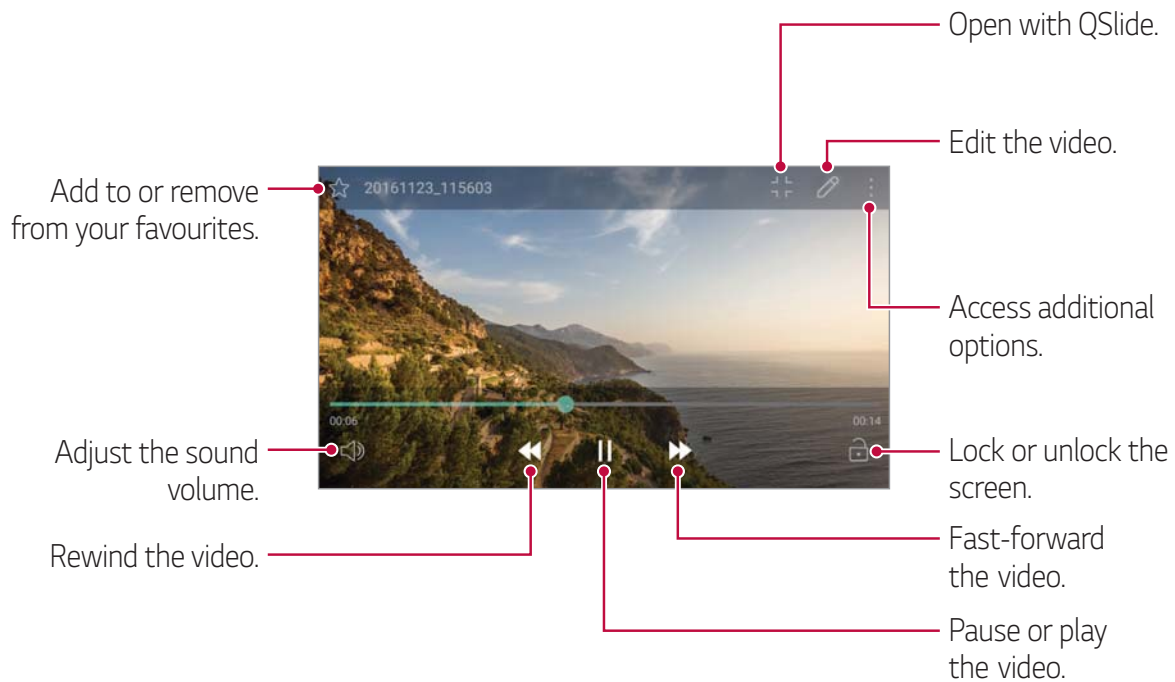 Open with QSlide.
Edit the video.
Add to or remove
from your favourites.
20161123_115603
Access additional
options.
00:06
00:14
Adjust the sound
volume.
Lock or unlock the
screen.
Rewind the video.
Fast-forward
the video.
Pause or play
the video.